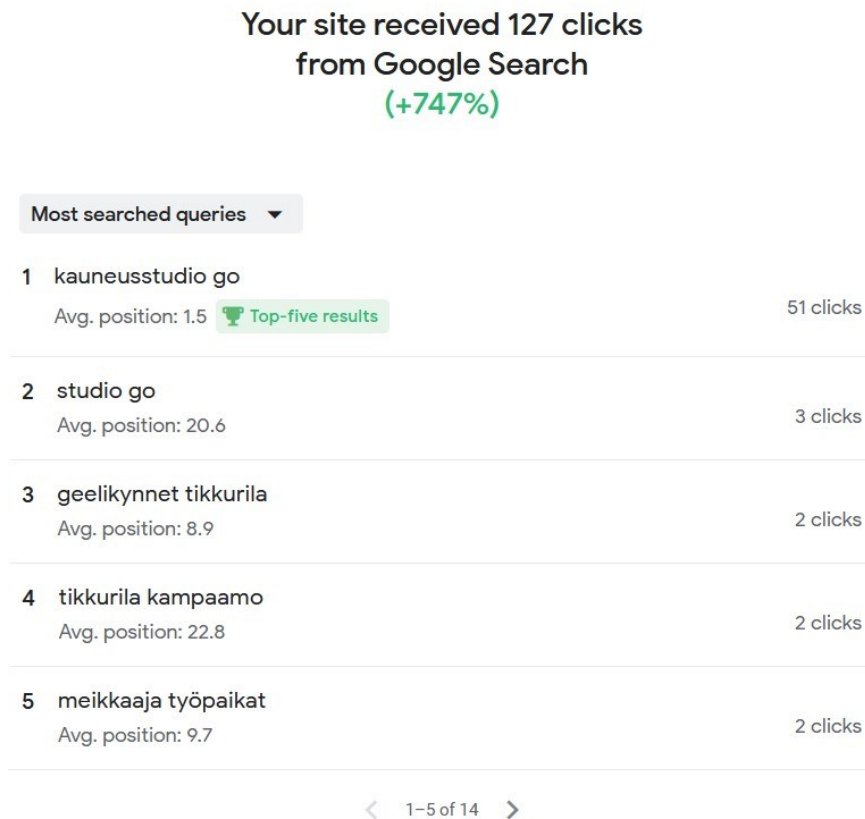 Your site received 127 clicks
from Google Search
(+747%)
Most searched queries
1 kauneusstudio go
Avg. position: 1.5 Top-five results
51 clicks
2 studio go
Avg. position: 20.6
3 clicks
3 geelikynnet tikkurila
Avg. position: 8.9
2 clicks
4 tikkurila kampaamo
Avg. position: 22.8
2 clicks
5 meikkaaja työpaikat
Avg. position: 9.7
2 clicks
1–5 of 14